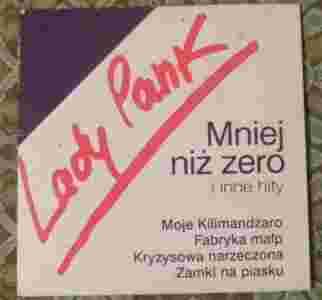 Lady Pank
Mniej
niż zero
i inne hity
Moje Kilimandżaro
Fabryka małp
Kryzysowa narzeczona
Zamki na piasku